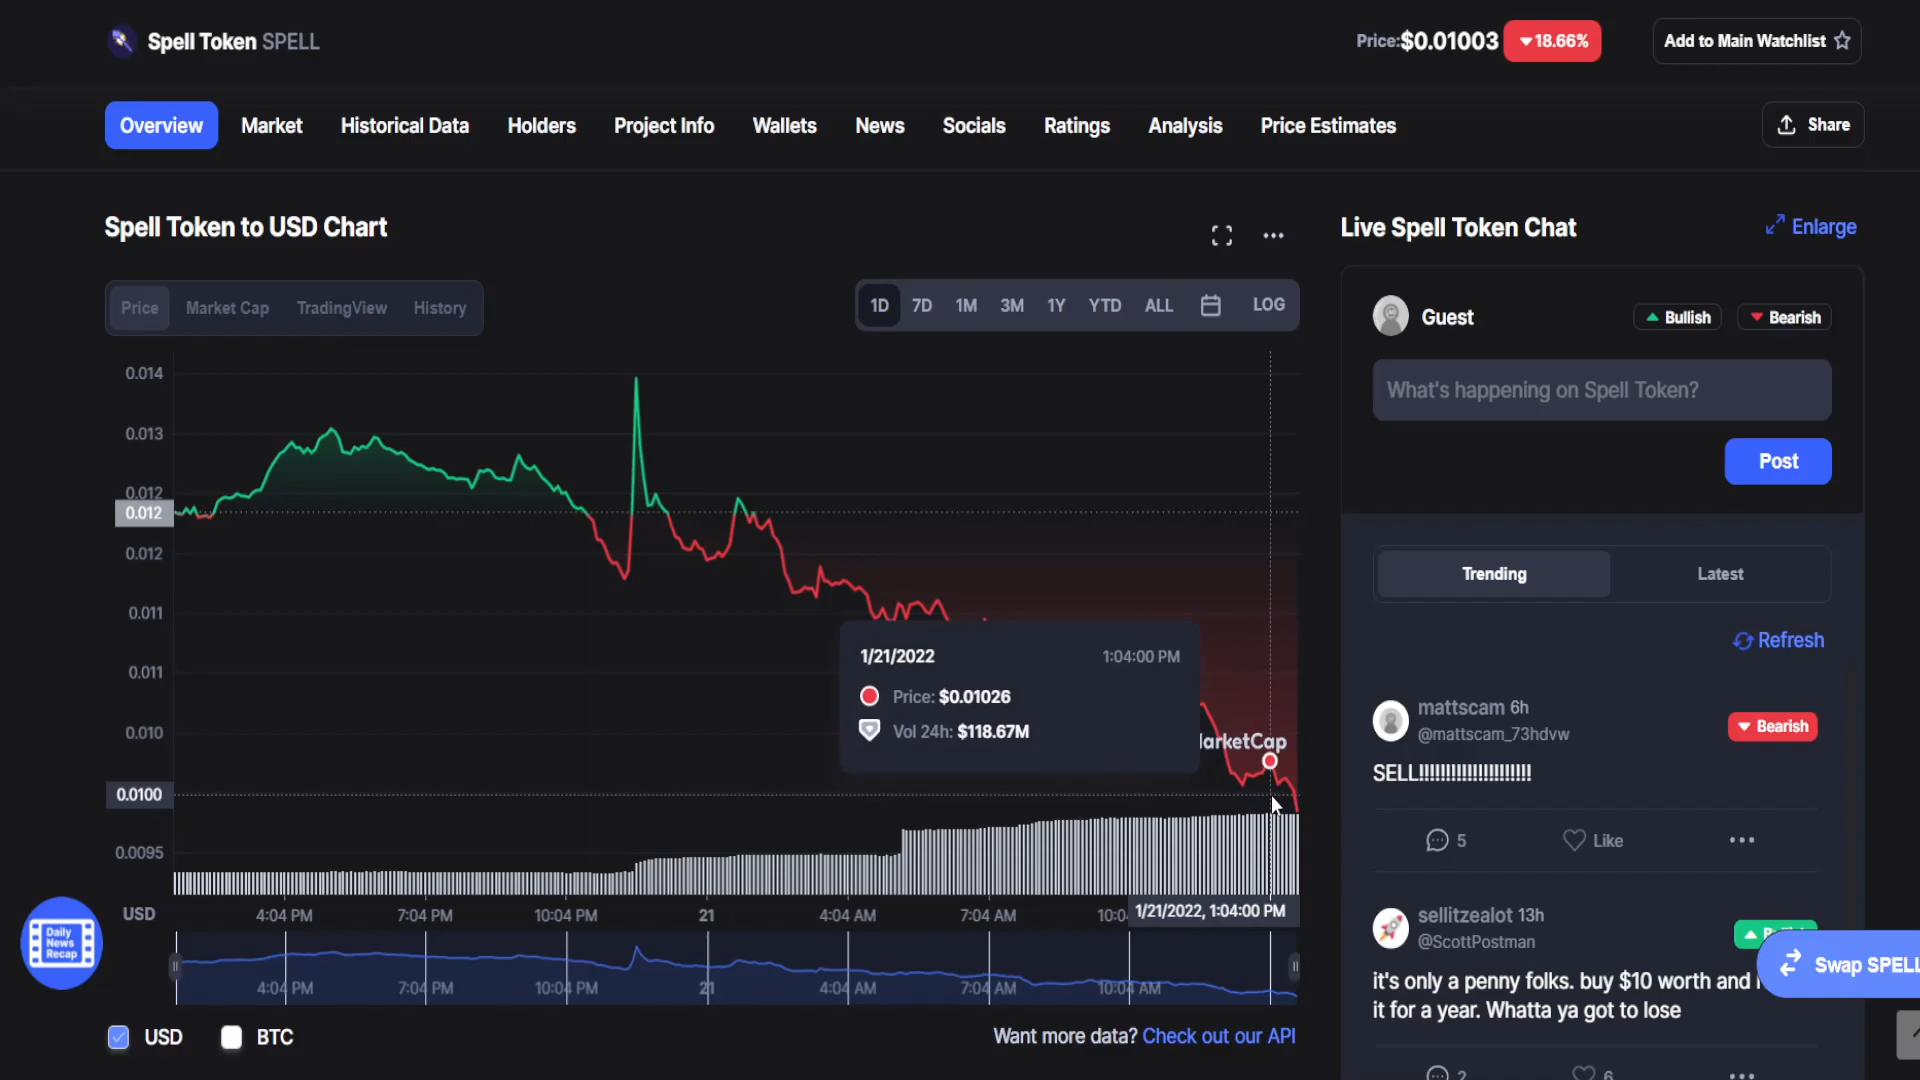 Spell Token SPELL
Price:$0.01003
18.66%
Add to Main Watchlist
Overview
Market
Historical Data
Holders
Project Info
Wallets
News
Socials
Ratings
Analysis
Price Estimates
Share
Spell Token to USD Chart
Price
Market Cap
TradingView
History
1D
7D
1M
3M
1Y
YTD
ALL
LOG
0.014
0.013
0.012
0.012
0.012
0.011
0.011
0.010
0.0100
0.0095
1/21/2022
1:04:00 PM
Price: $0.01026
Vol 24h: $118.67M
arketCap
USD
4:04 PM
7:04 PM
10:04 PM
21
4:04 AM
7:04 AM
10:0
1/21/2022, 1:04:00 PM
4:04 PM
7:04 PM
10:04 PM
21
4:04 AM
7:04 AM
10:04 AM
Daily
News
Recap
USD
BTC
Want more data? Check out our API
Live Spell Token Chat
Enlarge
Guest
Bullish
Bearish
What's happening on Spell Token?
Post
Trending
Latest
Refresh
mattscam 6h
@mattscam_73hdvw
Bearish
SELL!!!!!!!!!!!!!!!!!!!!!!
5
Like
sellitzealot 13h
@ScottPostman
it's only a penny folks. buy $10 worth and
it for a year. Whatta ya got to lose
Swap SPELL
2
6